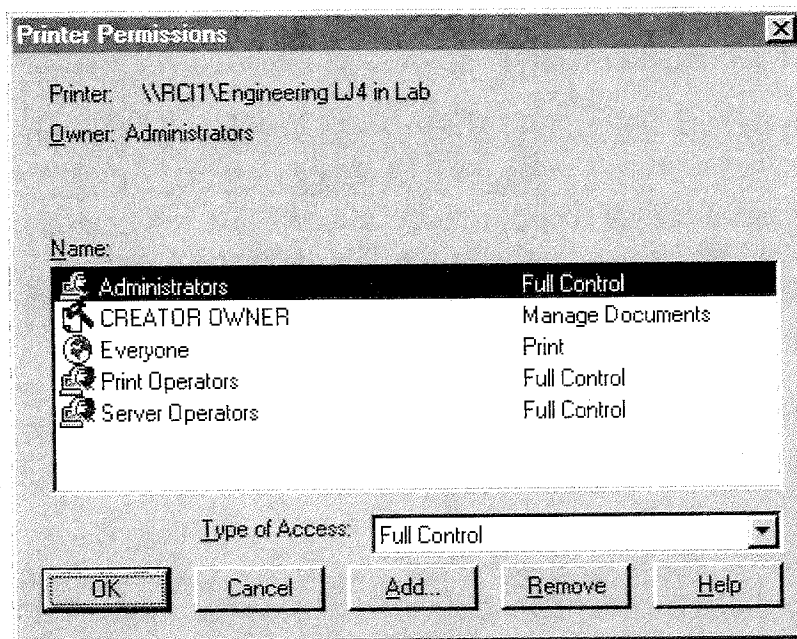 Printer Permissions
Printer: \\RCI1\Engineering LJ4 in Lab
Owner: Administrators
Name:
Administrators Full Control
CREATOR OWNER Manage Documents
Everyone Print
Print Operators Full Control
Server Operators Full Control
Type of Access: Full Control
OK Cancel Add... Remove Help